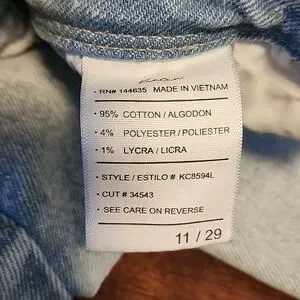 • RN# 144635 MADE IN VIETNAM
• 95% COTTON / ALGODON
• 4% POLYESTER / POLIESTER
• 1% LYCRA / LICRA
• STYLE / ESTILO # KC8594L
• CUT # 34543
• SEE CARE ON REVERSE
11 / 29